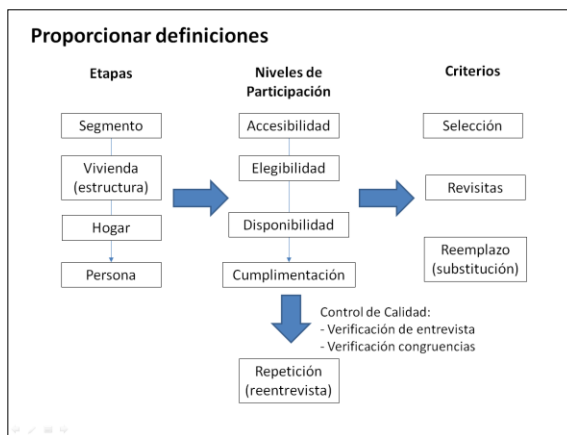 Proporcionar definiciones
Etapas
Segmento
Vivienda
(estructura)
Hogar
Persona
Niveles de
Participación
Accesibilidad
Elegibilidad
Disponibilidad
Cumplimentación
Control de Calidad:
- Verificación de entrevista
- Verificación congruencias
Repetición
(reentrevista)
Criterios
Selección
Revisitas
Reemplazo
(substitución)